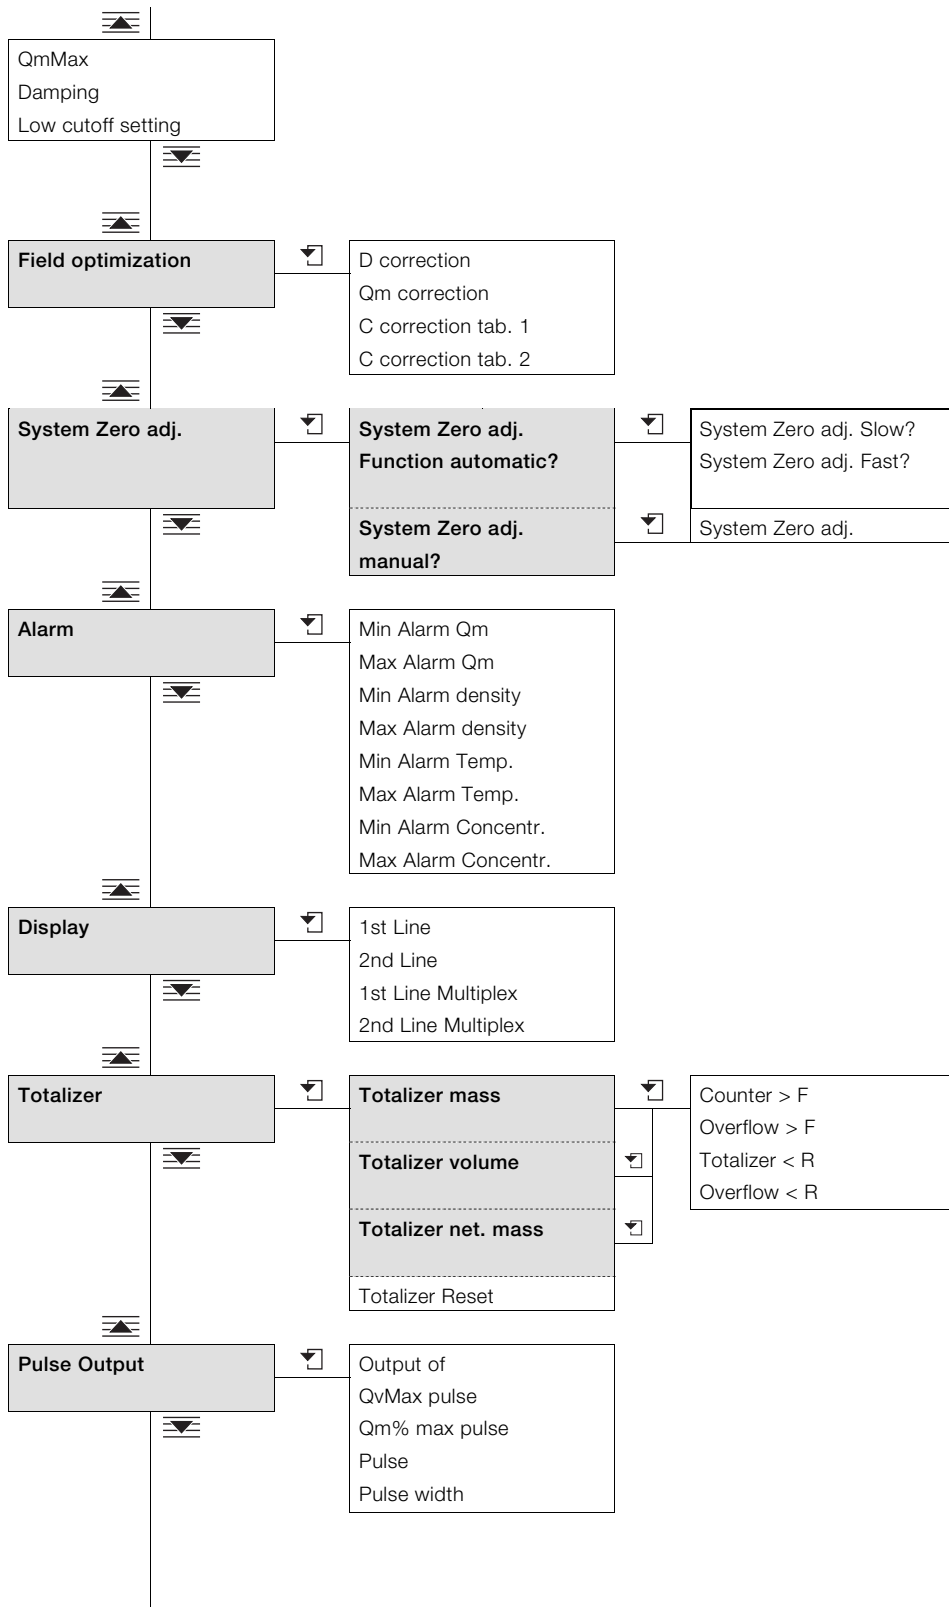 QmMax
Damping
Low cutoff setting
Field optimization
D correction
Qm correction
C correction tab. 1
C correction tab. 2
System Zero adj.
System Zero adj.
Function automatic?
System Zero adj. Slow?
System Zero adj. Fast?
System Zero adj.
manual?
System Zero adj.
Alarm
Min Alarm Qm
Max Alarm Qm
Min Alarm density
Max Alarm density
Min Alarm Temp.
Max Alarm Temp.
Min Alarm Concentr.
Max Alarm Concentr.
Display
1st Line
2nd Line
1st Line Multiplex
2nd Line Multiplex
Totalizer
Totalizer mass
Totalizer volume
Totalizer net. mass
Totalizer Reset
Counter > F
Overflow > F
Totalizer < R
Overflow < R
Pulse Output
Output of
QvMax pulse
Qm% max pulse
Pulse
Pulse width